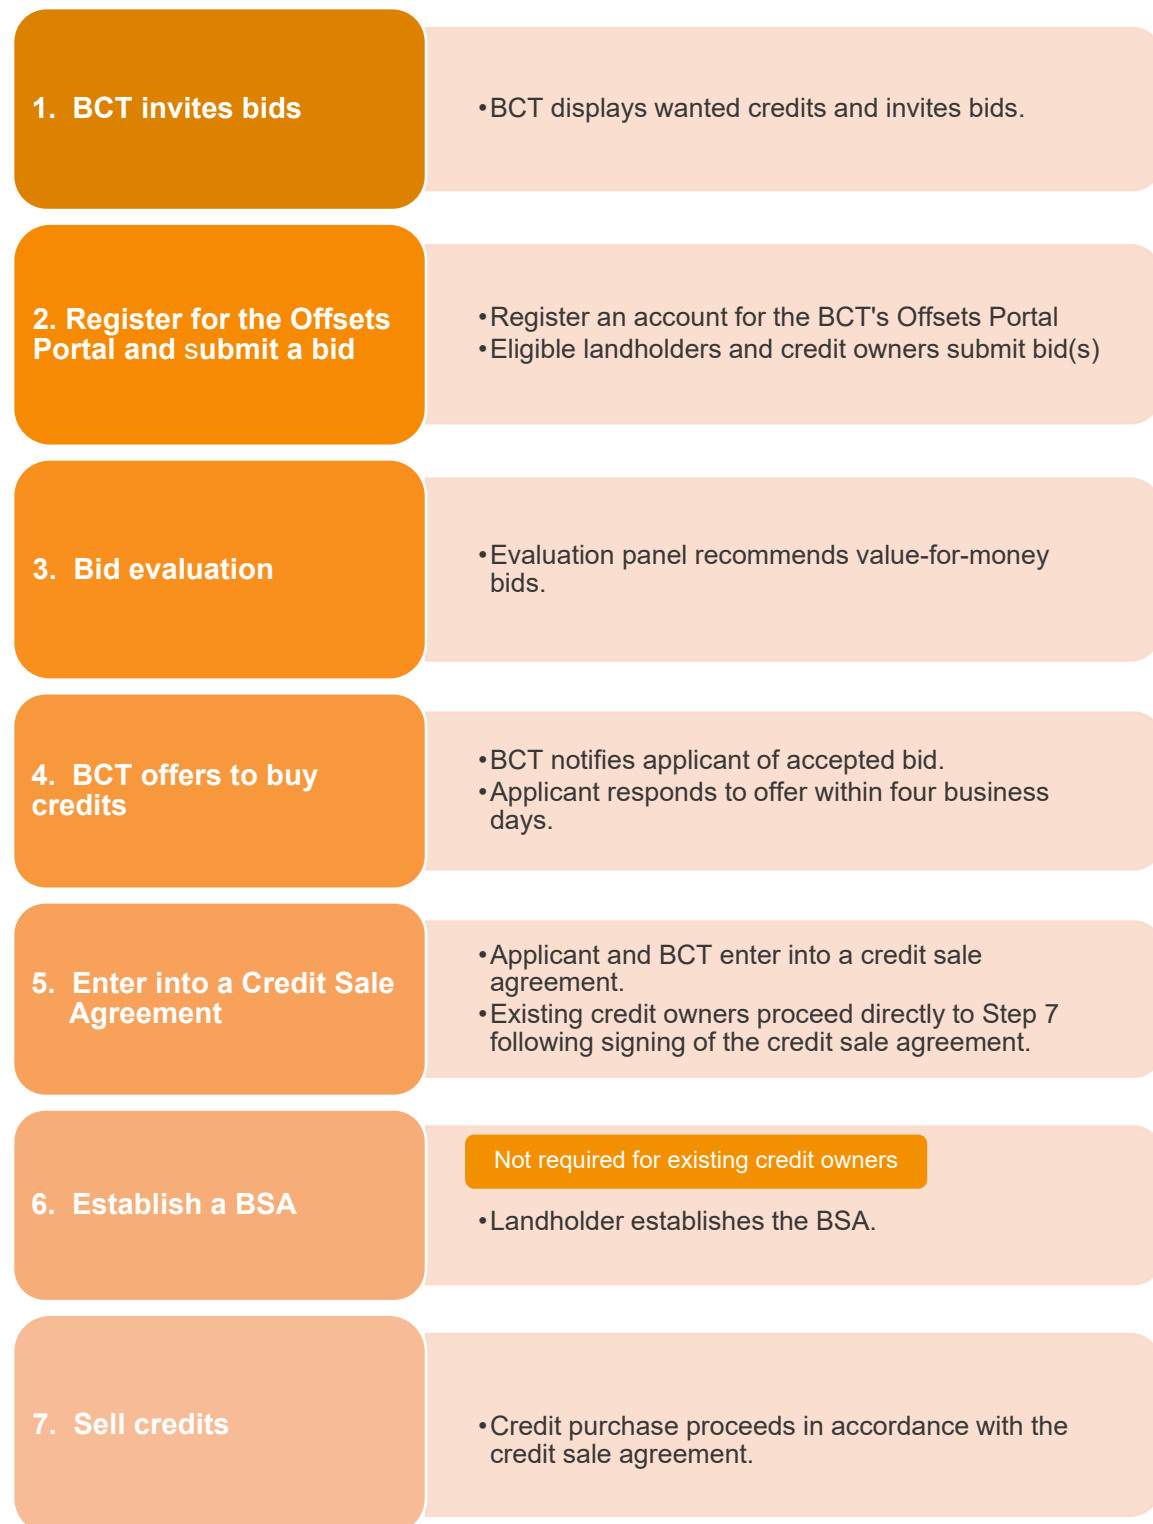 1. BCT invites bids
•BCT displays wanted credits and invites bids.
2. Register for the Offsets
Portal and submit a bid
•Register an account for the BCT's Offsets Portal
•Eligible landholders and credit owners submit bid(s)
3. Bid evaluation
•Evaluation panel recommends value-for-money
bids.
4. BCT offers to buy
credits
•BCT notifies applicant of accepted bid.
•Applicant responds to offer within four business
days.
5. Enter into a Credit Sale
Agreement
•Applicant and BCT enter into a credit sale
agreement.
•Existing credit owners proceed directly to Step 7
following signing of the credit sale agreement.
6. Establish a BSA
Not required for existing credit owners
•Landholder establishes the BSA.
7. Sell credits
•Credit purchase proceeds in accordance with the
credit sale agreement.